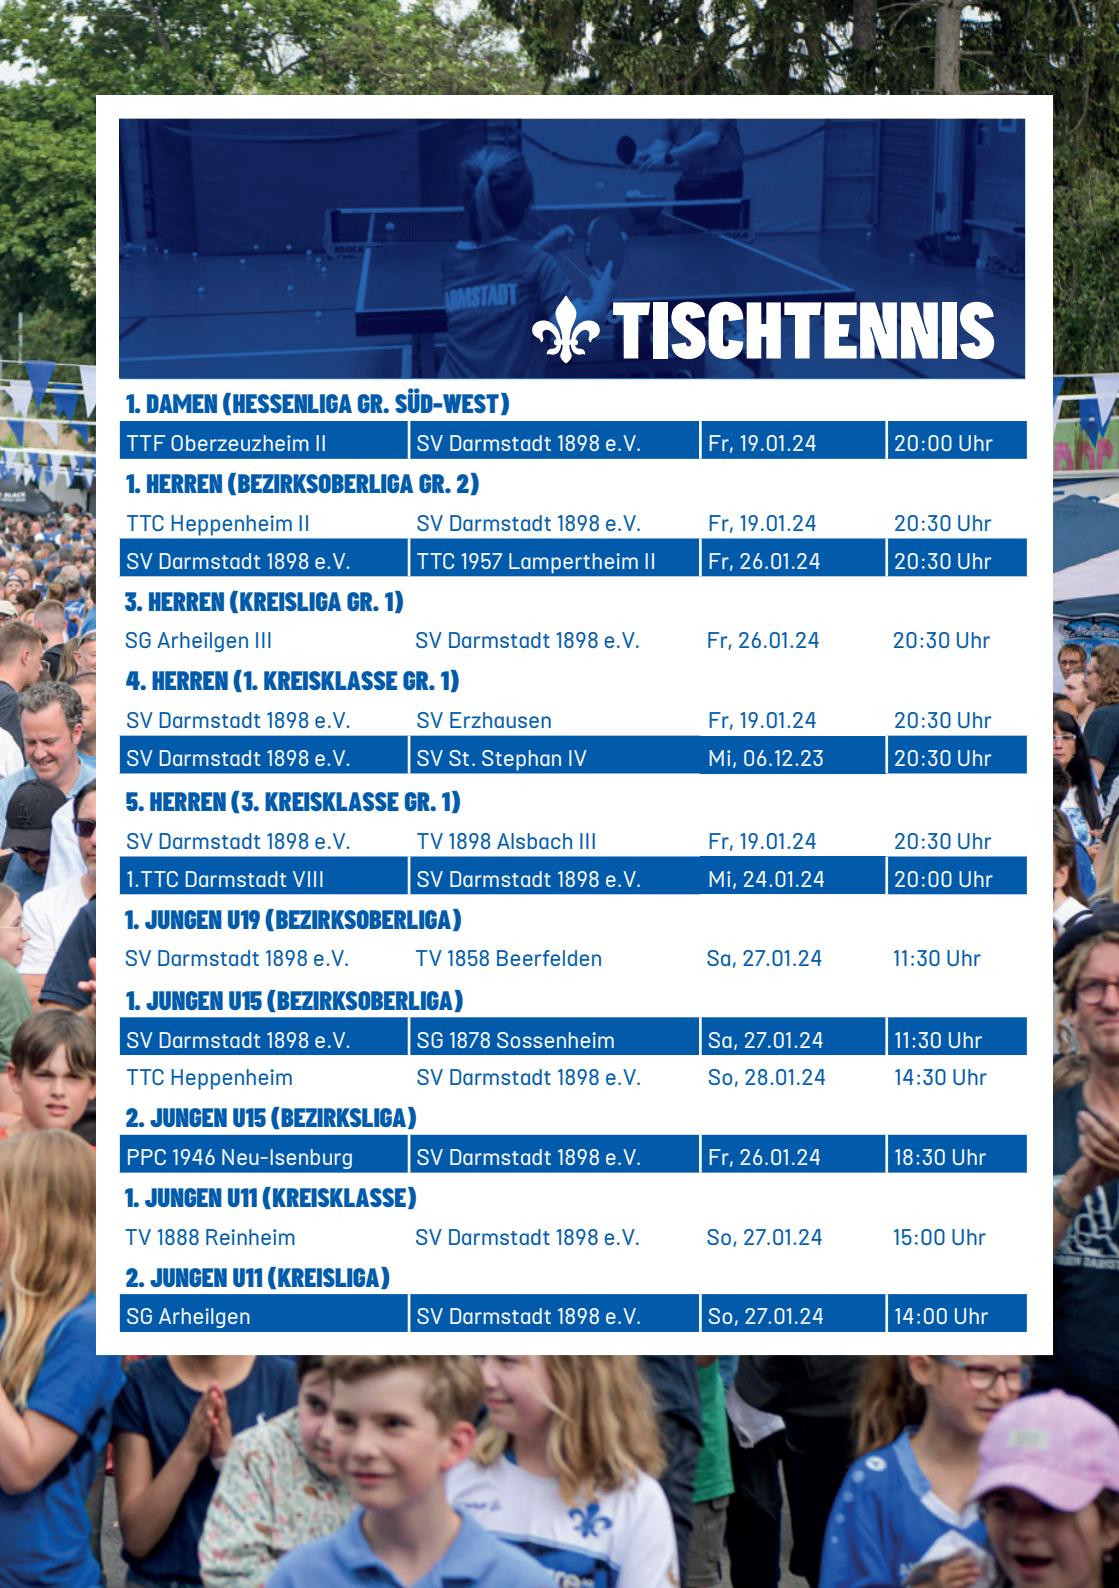 ARMSTADT
TISCHTENNIS
1. DAMEN (HESSENLIGA GR. SÜD-WEST)
TTF Oberzeuzheim II SV Darmstadt 1898 e.V. Fr, 19.01.24 20:00 Uhr
1. HERREN (BEZIRKSOBERLIGA GR. 2)
TTC Heppenheim II SV Darmstadt 1898 e.V. Fr, 19.01.24 20:30 Uhr
SV Darmstadt 1898 e.V. TTC 1957 Lampertheim II Fr, 26.01.24 20:30 Uhr
3. HERREN (KREISLIGA GR. 1)
SG Arheilgen III SV Darmstadt 1898 e.V. Fr, 26.01.24 20:30 Uhr
4. HERREN (1. KREISKLASSE GR. 1)
SV Darmstadt 1898 e.V. SV Erzhausen Fr, 19.01.24 20:30 Uhr
SV Darmstadt 1898 e.V. SV St. Stephan IV Mi, 06.12.23 20:30 Uhr
5. HERREN (3. KREISKLASSE GR. 1)
SV Darmstadt 1898 e.V. TV 1898 Alsbach III Fr, 19.01.24 20:30 Uhr
1.TTC Darmstadt VIII SV Darmstadt 1898 e.V. Mi, 24.01.24 20:00 Uhr
1. JUNGEN U19 (BEZIRKSOBERLIGA)
SV Darmstadt 1898 e.V. TV 1858 Beerfelden Sa, 27.01.24 11:30 Uhr
1. JUNGEN U15 (BEZIRKSOBERLIGA)
SV Darmstadt 1898 e.V. SG 1878 Sossenheim Sa, 27.01.24 11:30 Uhr
TTC Heppenheim SV Darmstadt 1898 e.V. So, 28.01.24 14:30 Uhr
2. JUNGEN U15 (BEZIRKSLIGA)
PPC 1946 Neu-Isenburg SV Darmstadt 1898 e.V. Fr, 26.01.24 18:30 Uhr
1. JUNGEN U11 (KREISKLASSE)
TV 1888 Reinheim SV Darmstadt 1898 e.V. So, 27.01.24 15:00 Uhr
2. JUNGEN U11 (KREISLIGA)
SG Arheilgen SV Darmstadt 1898 e.V. So, 27.01.24 14:00 Uhr